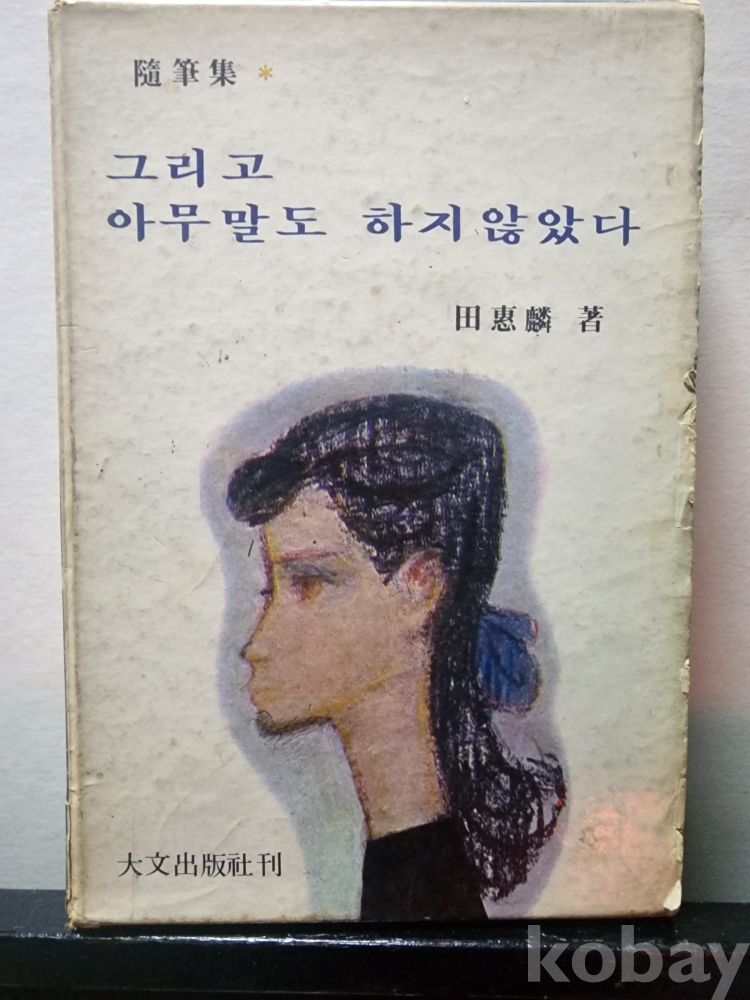 隨筆集 *
그리고
아무말도 하지않았다
田惠麟 著
大文出版社刊
kobay